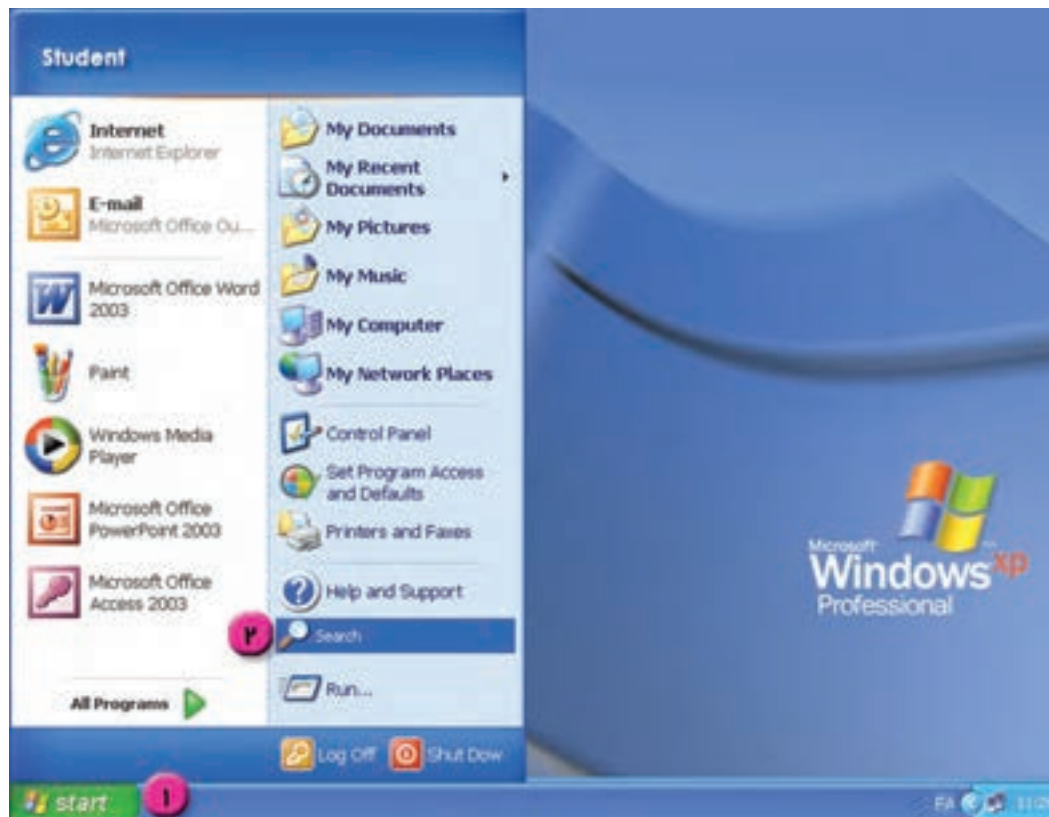 Student
Internet
Internet Explorer
E-mail
Microsoft Office Ou...
Microsoft Office Word
2003
Paint
Windows Media
Player
Microsoft Office
PowerPoint 2003
Microsoft Office
Access 2003
All Programs
My Documents
My Recent
Documents
My Pictures
My Music
My Computer
My Network Places
Control Panel
Set Program Access
and Defaults
Printers and Faxes
Help and Support
۲
Search
Run...
Log Off
Shut Dow
Microsoft
Windows xp
Professional
start
۱
FA